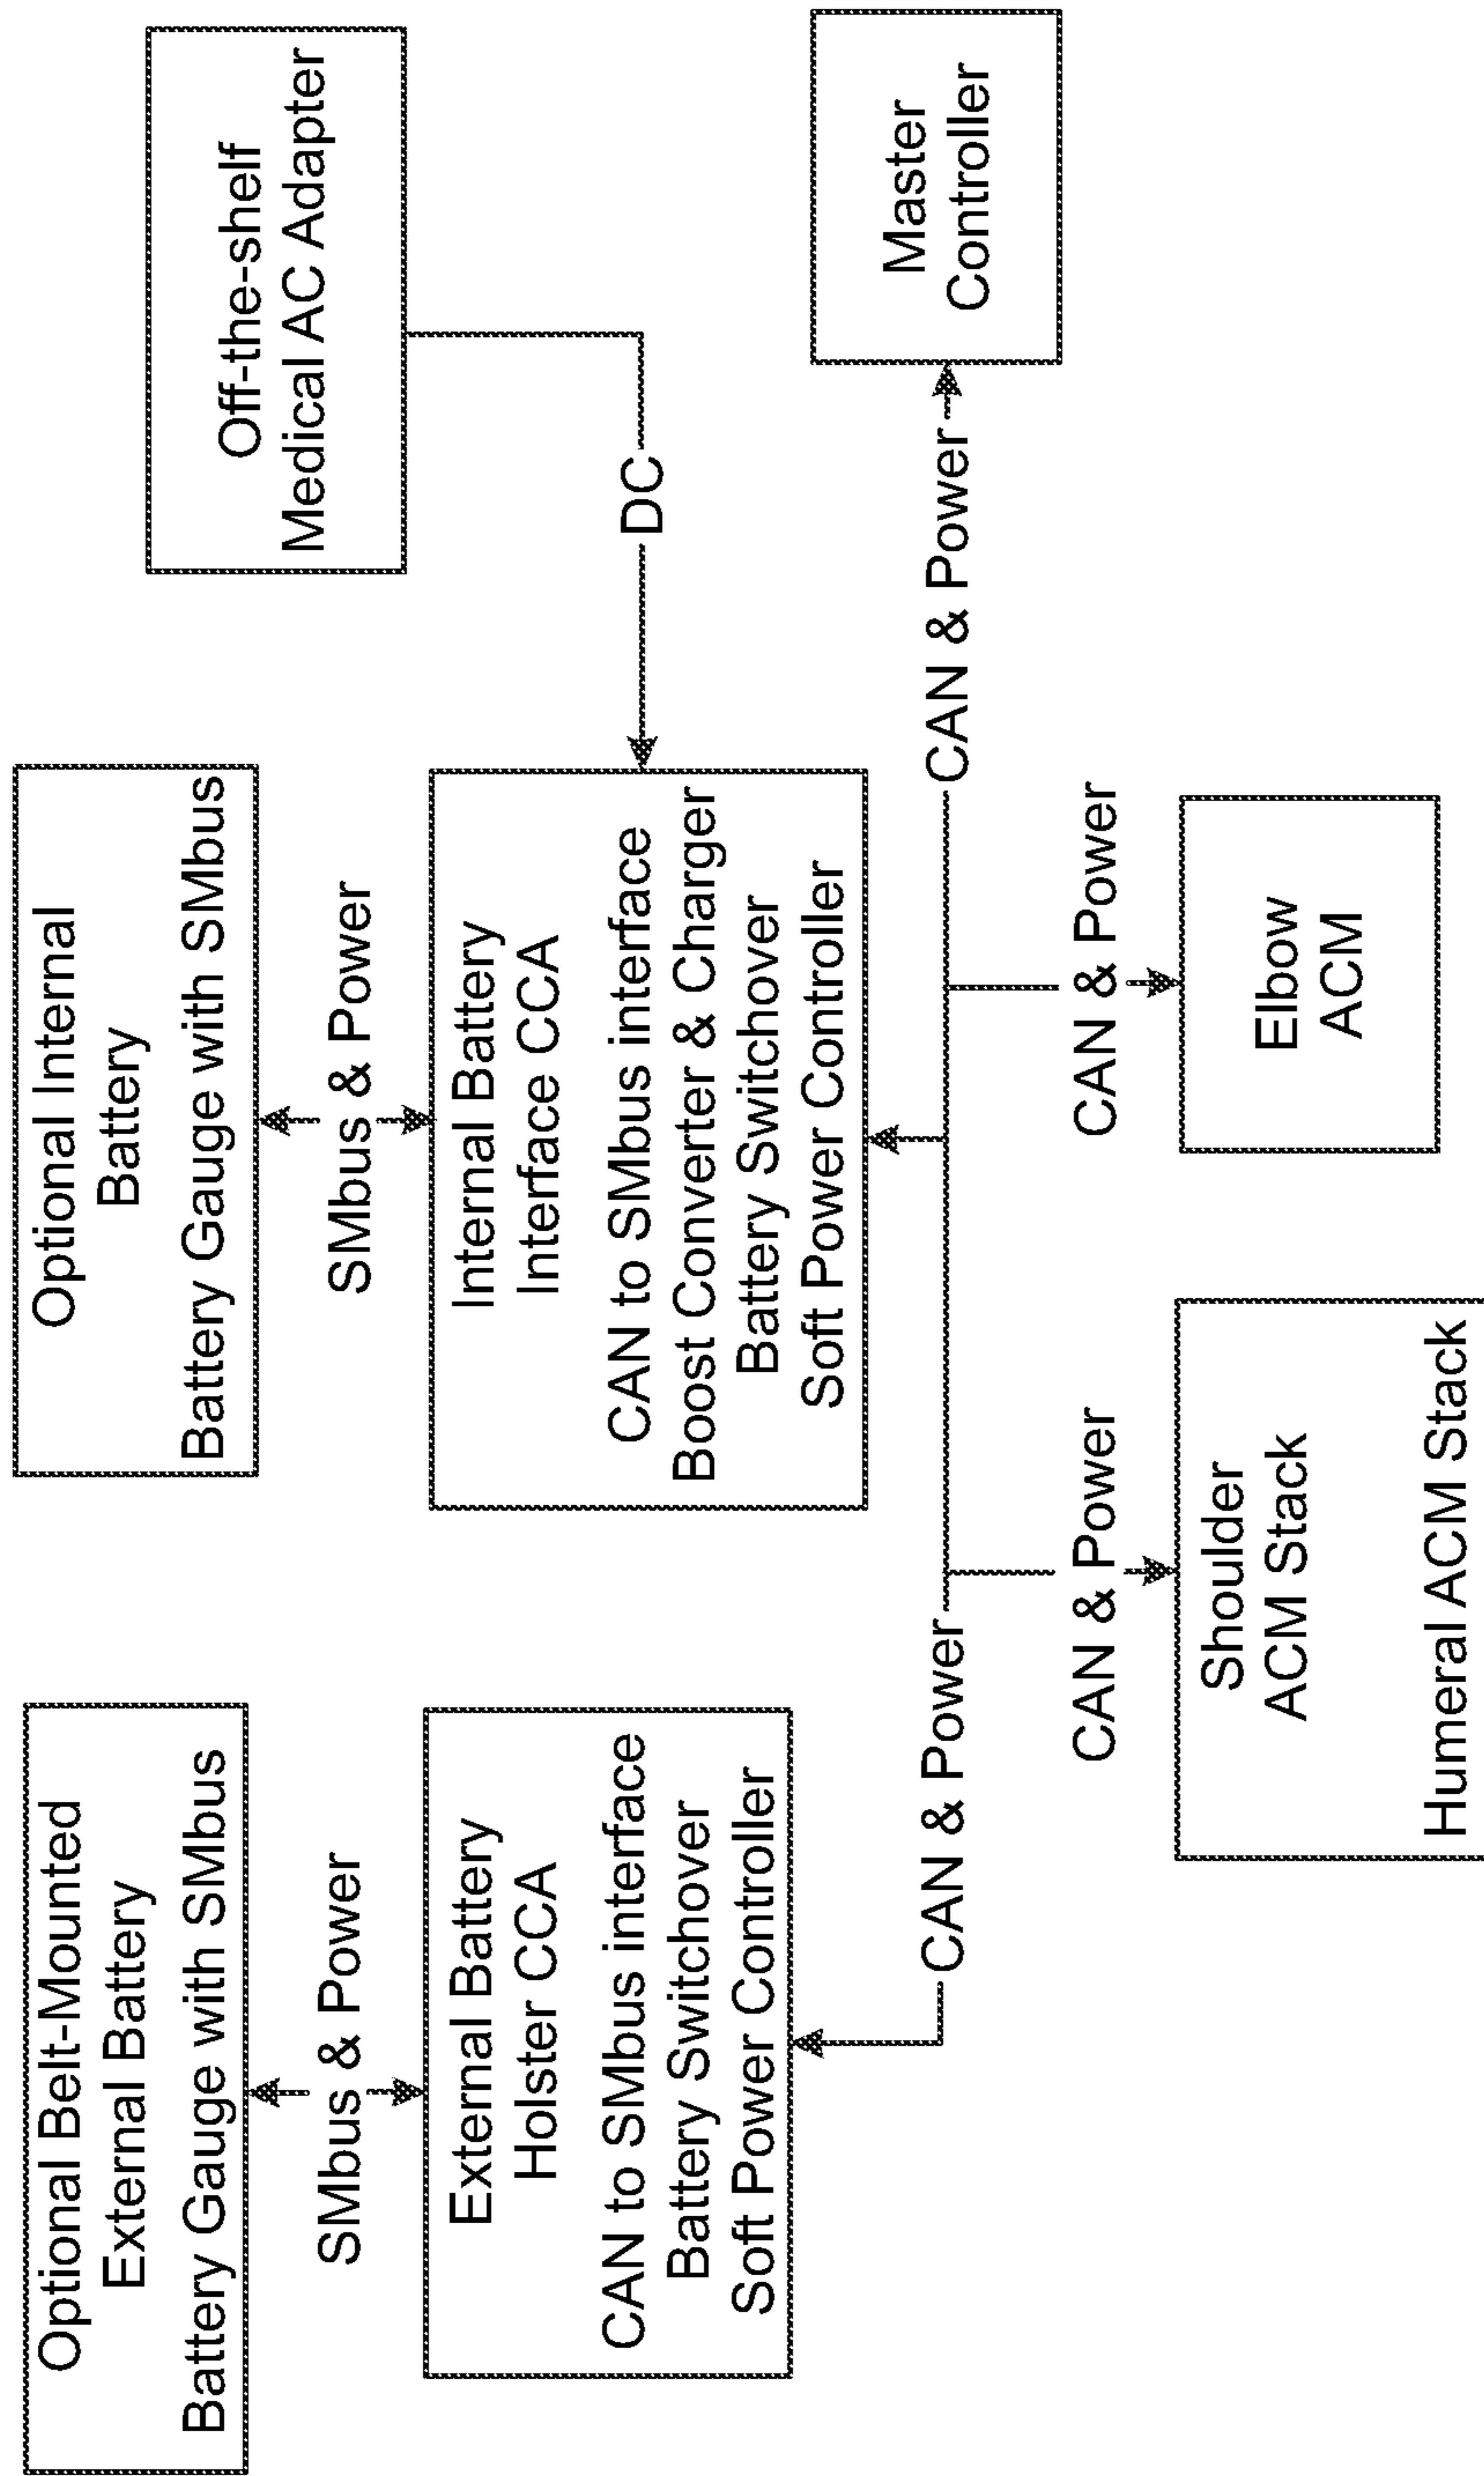 Optional Belt-Mounted
External Battery
Battery Gauge with SMbus
Optional Internal
Battery
Battery Gauge with SMbus
Off-the-shelf
Medical AC Adapter
SMbus & Power
SMbus & Power
DC
External Battery
Holster CCA
CAN to SMbus interface
Battery Switchover
Soft Power Controller
Internal Battery
Interface CCA
CAN to SMbus interface
Boost Converter & Charger
Battery Switchover
Soft Power Controller
Master
Controller
CAN & Power
CAN & Power
CAN & Power
CAN & Power
Shoulder
ACM Stack
Humeral ACM Stack
Elbow
ACM